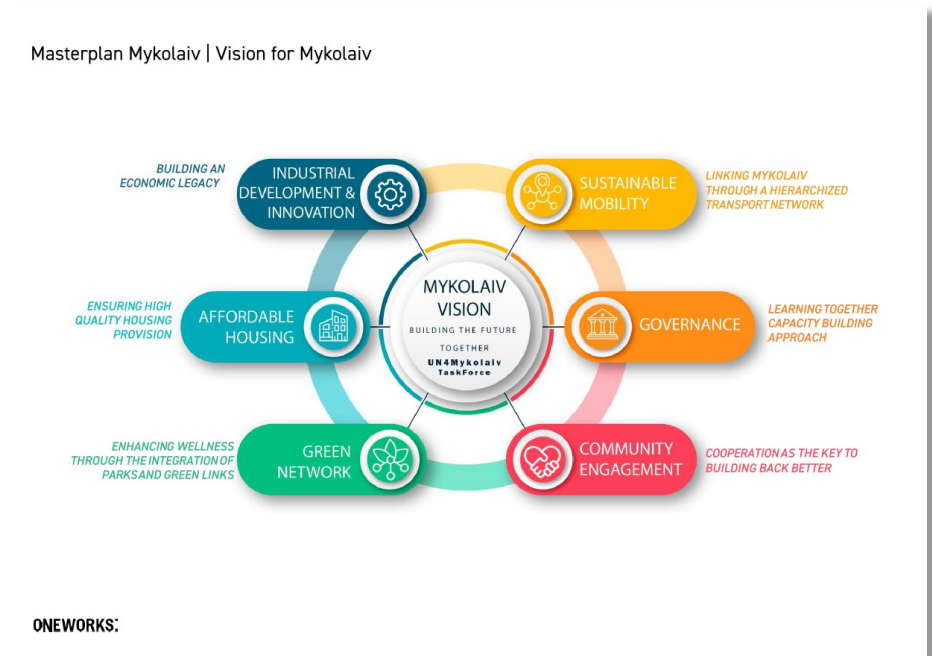 Masterplan Mykolaiv | Vision for Mykolaiv
BUILDING AN
ECONOMIC LEGACY
INDUSTRIAL
DEVELOPMENT &
INNOVATION
SUSTAINABLE
MOBILITY
LINKING MYKOLAIV
THROUGH A HIERARCHIZED
TRANSPORT NETWORK
ENSURING HIGH
QUALITY HOUSING
PROVISION
AFFORDABLE
HOUSING
MYKOLAIV
VISION
BUILDING THE FUTURE
TOGETHER
UN4Mykolaiv
TaskForce
GOVERNANCE
LEARNING TOGETHER
CAPACITY BUILDING
APPROACH
ENHANCING WELLNESS
THROUGH THE INTEGRATION OF
PARKS AND GREEN LINKS
GREEN
NETWORK
COMMUNITY
ENGAGEMENT
COOPERATION AS THE KEY TO
BUILDING BACK BETTER
ONEWORKS: